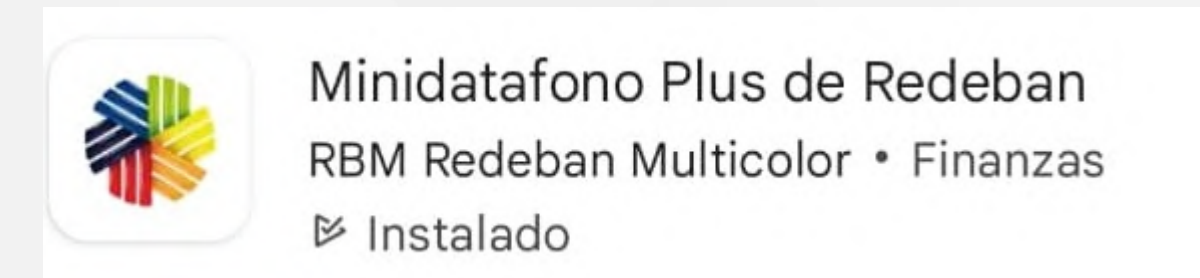 Minidatafono Plus de Redeban
RBM Redeban Multicolor • Finanzas
Instalado